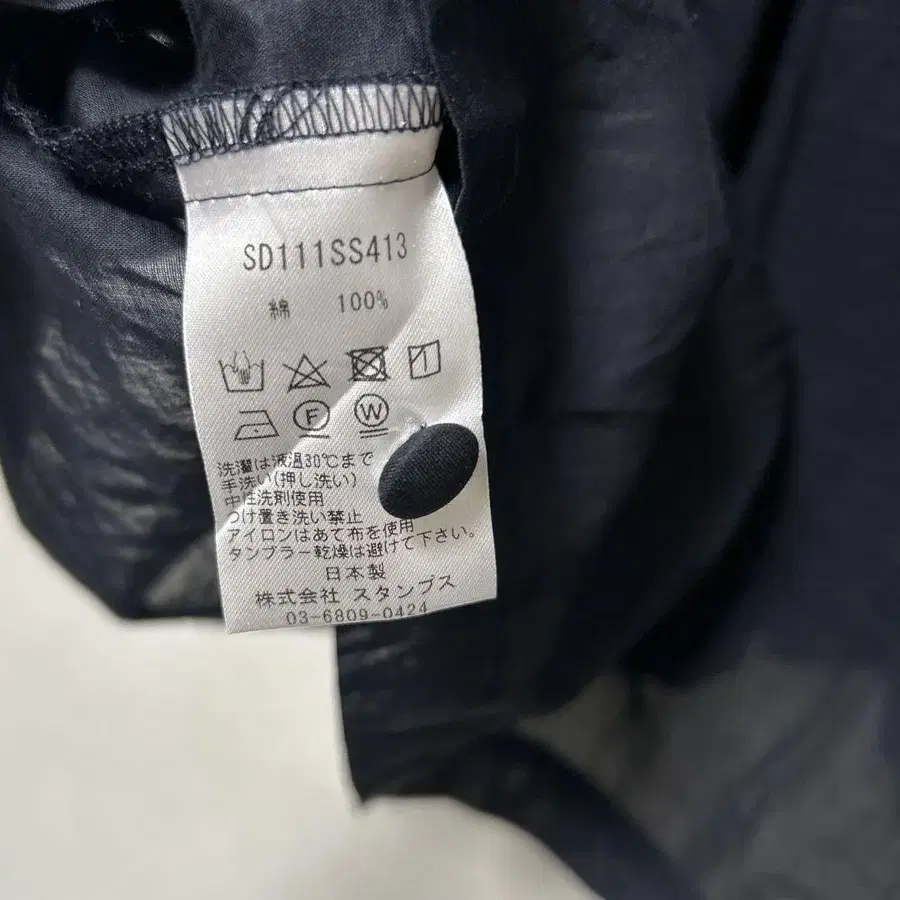 SD111SS413
綿 100%
F W
洗濯は液温30℃まで
手洗い(押し洗い)
中性洗剤使用
つけ置き洗い禁止
アイロンはあて布を使用
タンブラー乾燥は避けて下さい。
日本製
株式会社 スタンプス
03-6809-0424